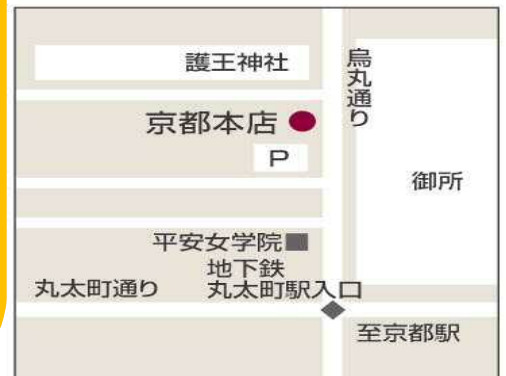 護王神社
烏丸通り
京都本店
P
御所
平安女学院
地下鉄
丸太町通り
丸太町駅入口
至京都駅